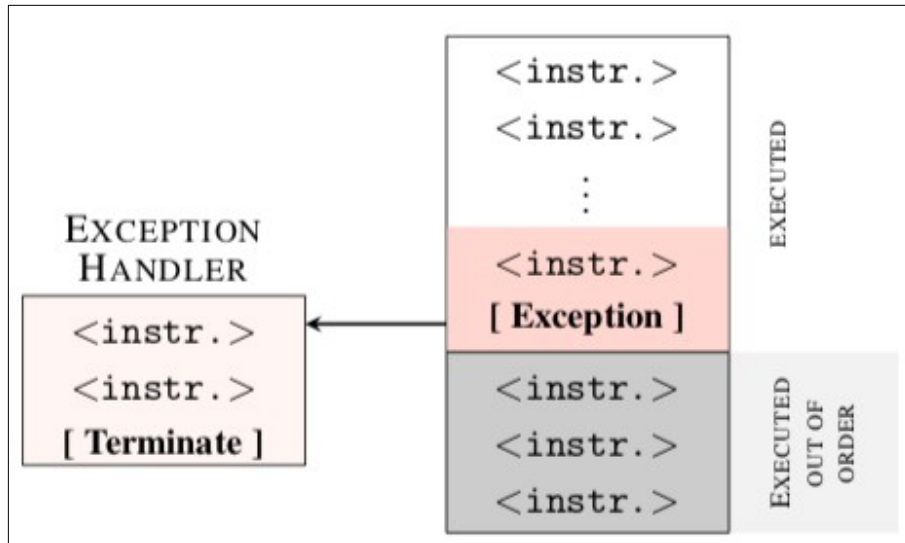 <instr.>
<instr.>
⋮
<instr.>
[ Exception ]
EXECUTED
EXCEPTION
HANDLER
<instr.>
<instr.>
[ Terminate ]
<instr.>
<instr.>
<instr.>
EXECUTED
OUT OF
ORDER